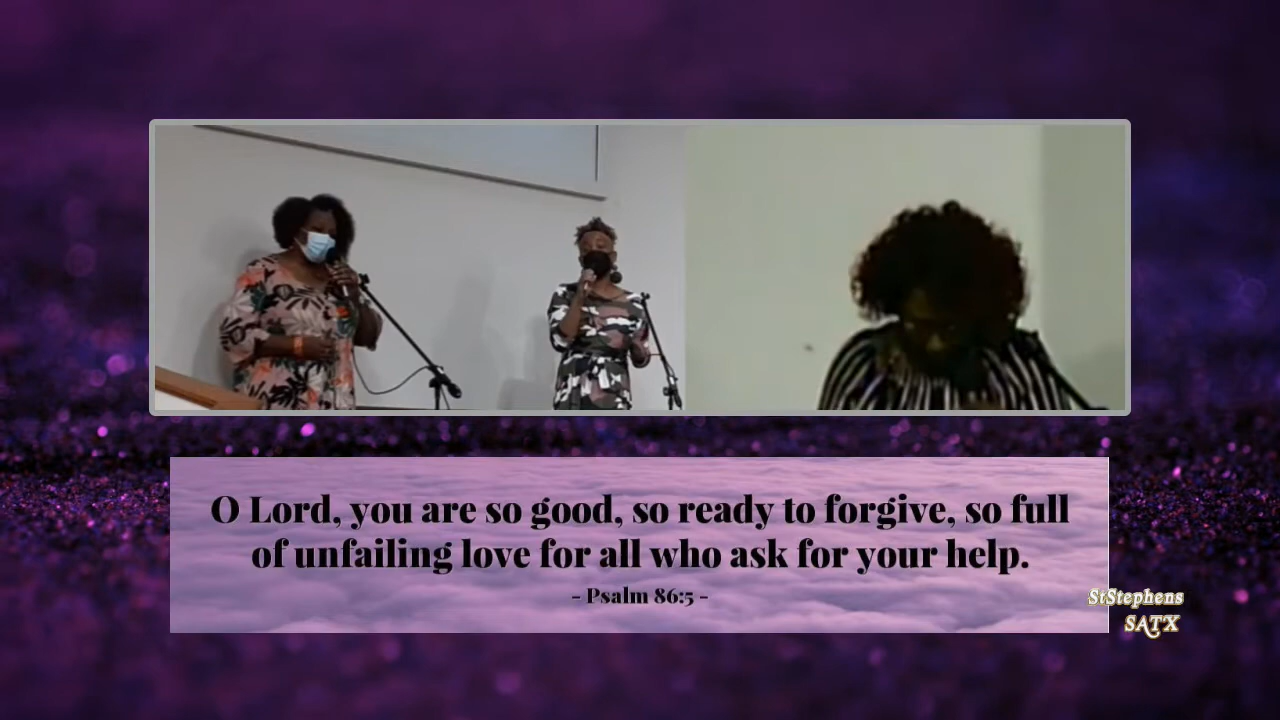 O Lord, you are so good, so ready to forgive, so full
of unfailing love for all who ask for your help.
- Psalm 86:5 -
StStephens
SATX